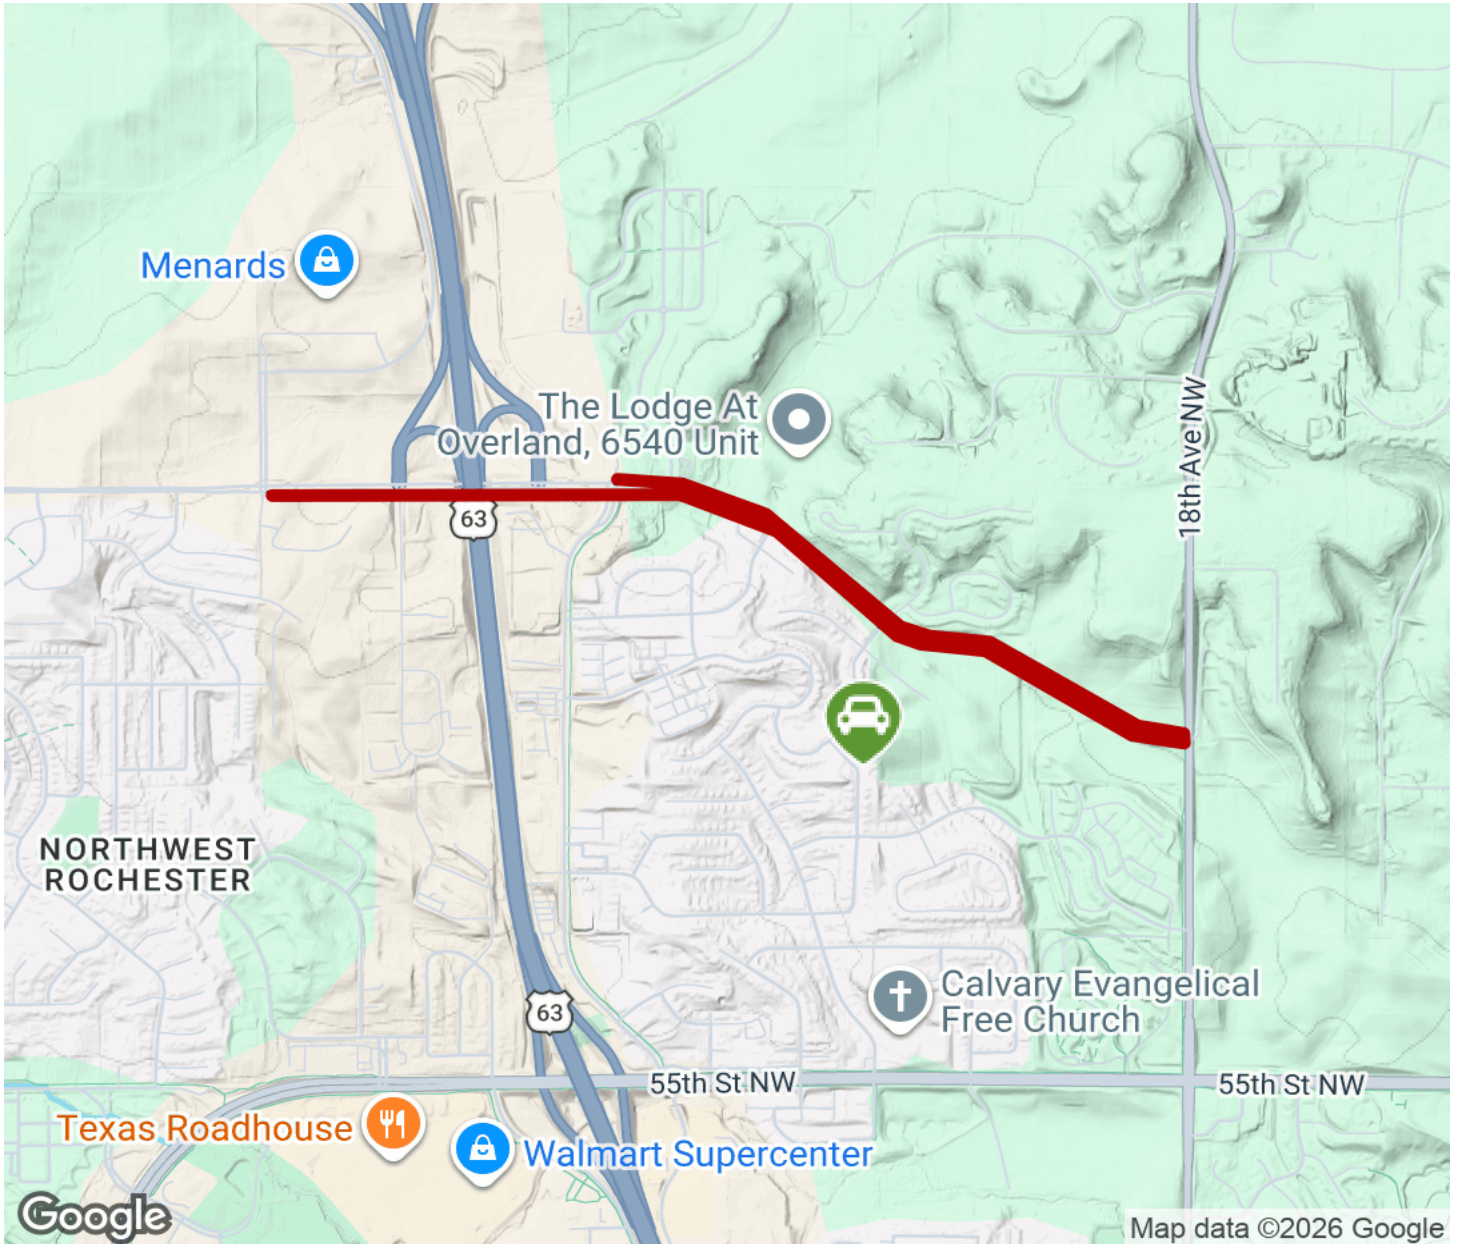 Menards
The Lodge At
Overland, 6540 Unit
18th Ave NW
63
NORTHWEST
ROCHESTER
Calvary Evangelical
Free Church
63
55th St NW
55th St NW
Texas Roadhouse
Walmart Supercenter
Google
Map data ©2026 Google